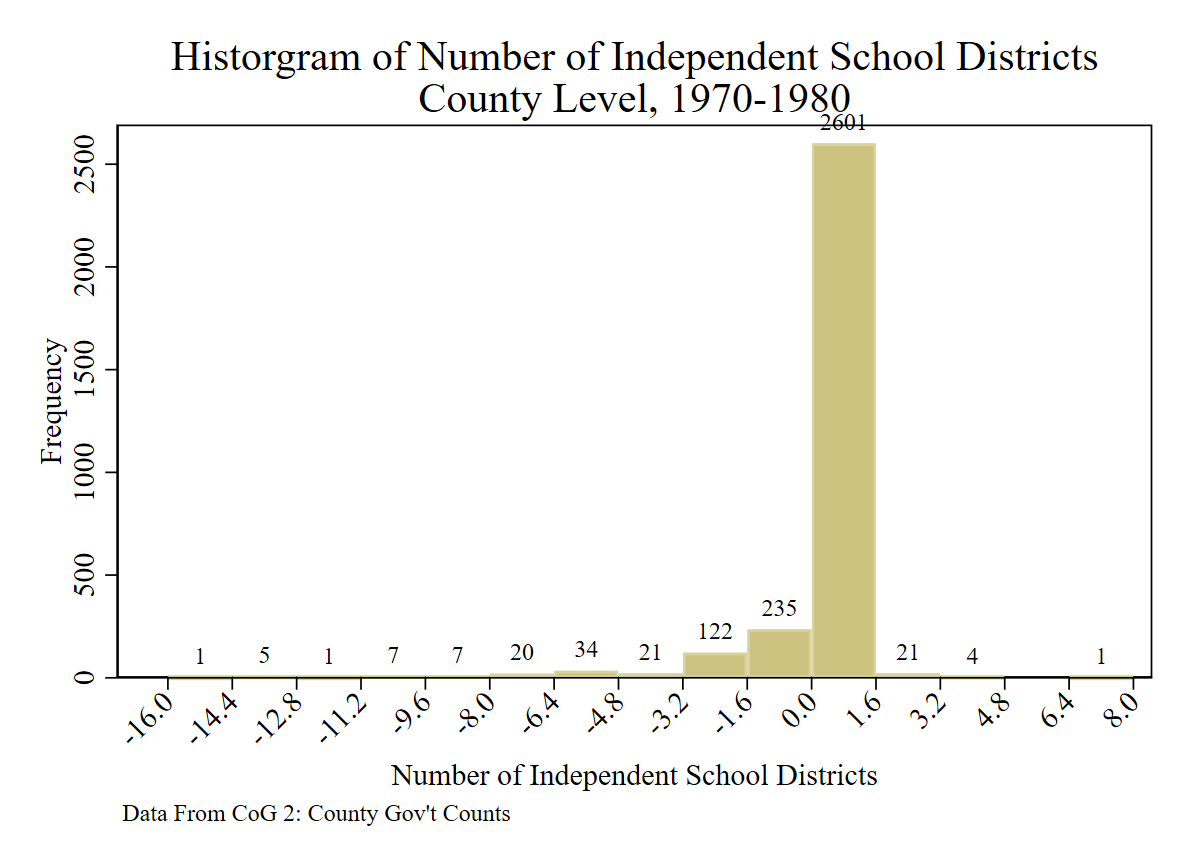 Historgram of Number of Independent School Districts
County Level, 1970-1980
2601
2500
2000
1500
1000
500
0
Frequency
1 5 1 7 7 20 34 21 122 235 21 4 1
-16.0 -14.4 -12.8 -11.2 -9.6 -8.0 -6.4 -4.8 -3.2 -1.6 0.0 1.6 3.2 4.8 6.4 8.0
Number of Independent School Districts
Data From CoG 2: County Gov't Counts